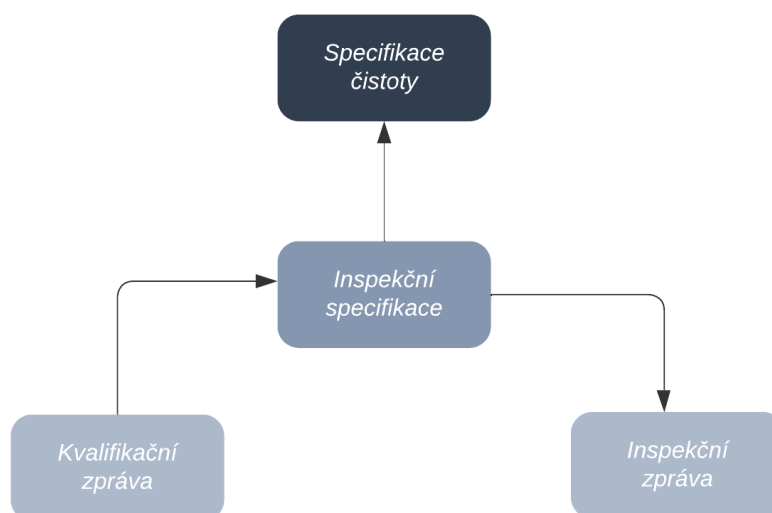 Specifikace
čistoty
Inspekční
specifikace
Kvalifikační
zpráva
Inspekční
zpráva